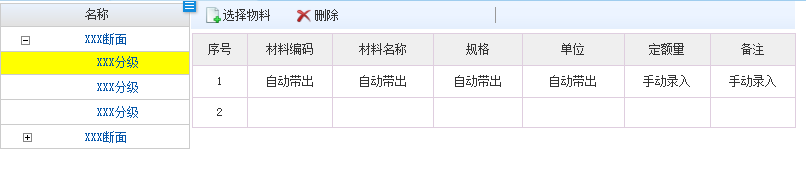 名称
XXX断面
XXX分级
XXX分级
XXX分级
XXX断面
选择物料 删除
序号 材料编码 材料名称 规格 单位 定额量 备注
1 自动带出 自动带出 自动带出 自动带出 手动录入 手动录入
2